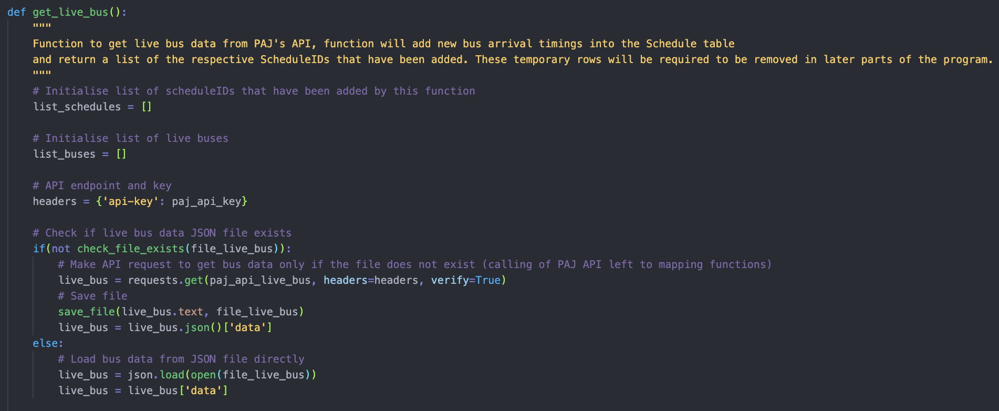 def get_live_bus():
    """
    Function to get live bus data from PAJ's API, function will add new bus arrival timings into the Schedule table
    and return a list of the respective ScheduleIDs that have been added. These temporary rows will be required to be removed in later parts of the program.
    """
    # Initialise list of scheduleIDs that have been added by this function
    list_schedules = []

    # Initialise list of live buses
    list_buses = []

    # API endpoint and key
    headers = {'api-key': paj_api_key}

    # Check if live bus data JSON file exists
    if(not check_file_exists(file_live_bus)):
        # Make API request to get bus data only if the file does not exist (calling of PAJ API left to mapping functions)
        live_bus = requests.get(paj_api_live_bus, headers=headers, verify=True)
        # Save file
        save_file(live_bus.text, file_live_bus)
        live_bus = live_bus.json()['data']
    else:
        # Load bus data from JSON file directly
        live_bus = json.load(open(file_live_bus))
        live_bus = live_bus['data']